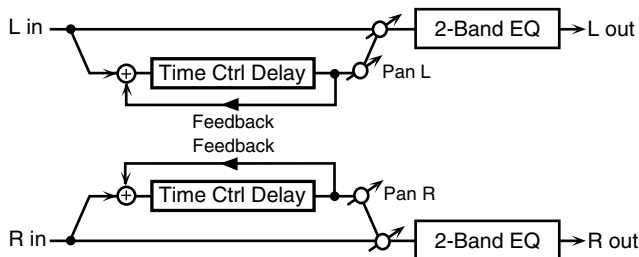 L in
2-Band EQ
L out
+
Time Ctrl Delay
Pan L
Feedback
Feedback
+
Time Ctrl Delay
Pan R
R in
2-Band EQ
R out